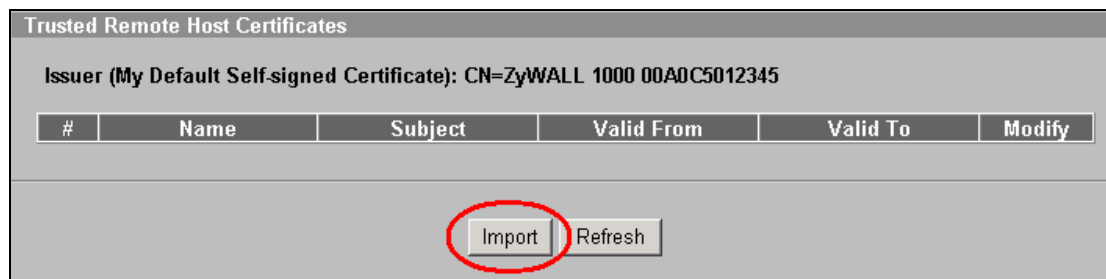 Trusted Remote Host Certificates
Issuer (My Default Self-signed Certificate): CN=ZyWALL 1000 00A0C5012345
# Name Subject Valid From Valid To Modify
Import Refresh